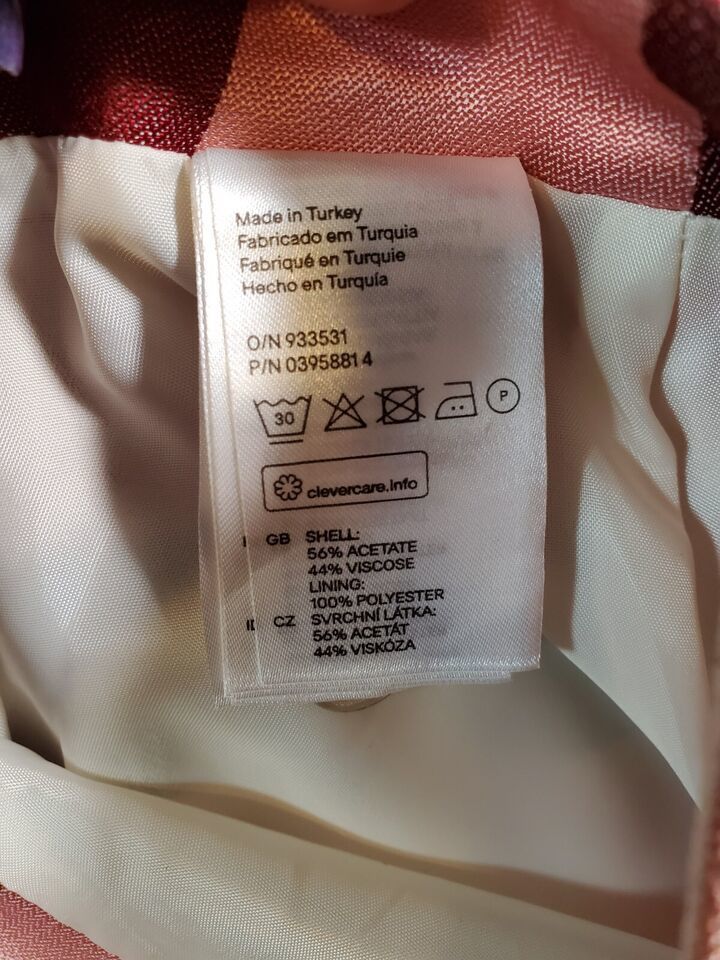 Made in Turkey
Fabricado em Turquia
Fabriqué en Turquie
Hecho en Turquía
O/N 933531
P/N 03958814
30 P
clevercare.info
GB SHELL:
56% ACETATE
44% VISCOSE
LINING:
100% POLYESTER
CZ SVRCHNÍ LÁTKA:
56% ACETÁT
44% VISKÓZA